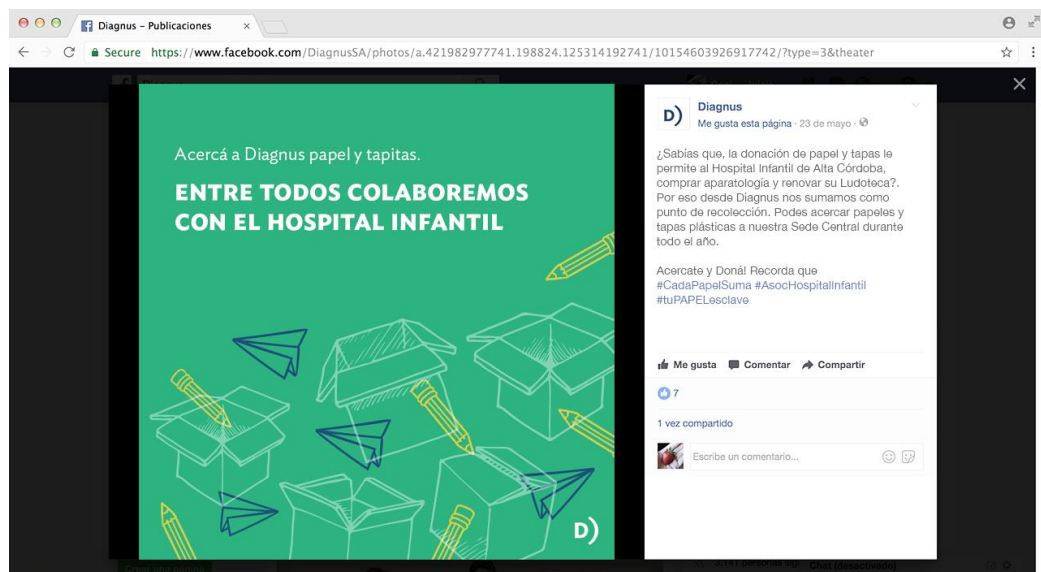 Diagnus – Publicaciones
Secure https://www.facebook.com/DiagnusSA/photos/a.421982977741.198824.125314192741/10154603926917742/?type=3&theater
Acercá a Diagnus papel y tapitas.
ENTRE TODOS COLABOREMOS
CON EL HOSPITAL INFANTIL
D)
D)
Diagnus
Me gusta esta página · 23 de mayo ·
¿Sabías que, la donación de papel y tapas le
permite al Hospital Infantil de Alta Córdoba,
comprar aparatología y renovar su Ludoteca?.
Por eso desde Diagnus nos sumamos como
punto de recolección. Podes acercar papeles y
tapas plásticas a nuestra Sede Central durante
todo el año.
Acercate y Doná! Recorda que
#CadaPapelSuma #AsocHospitalInfantil
#tuPAPELesclave
Me gusta Comentar Compartir
7
1 vez compartido
Escribe un comentario...
Chat (desactivado)